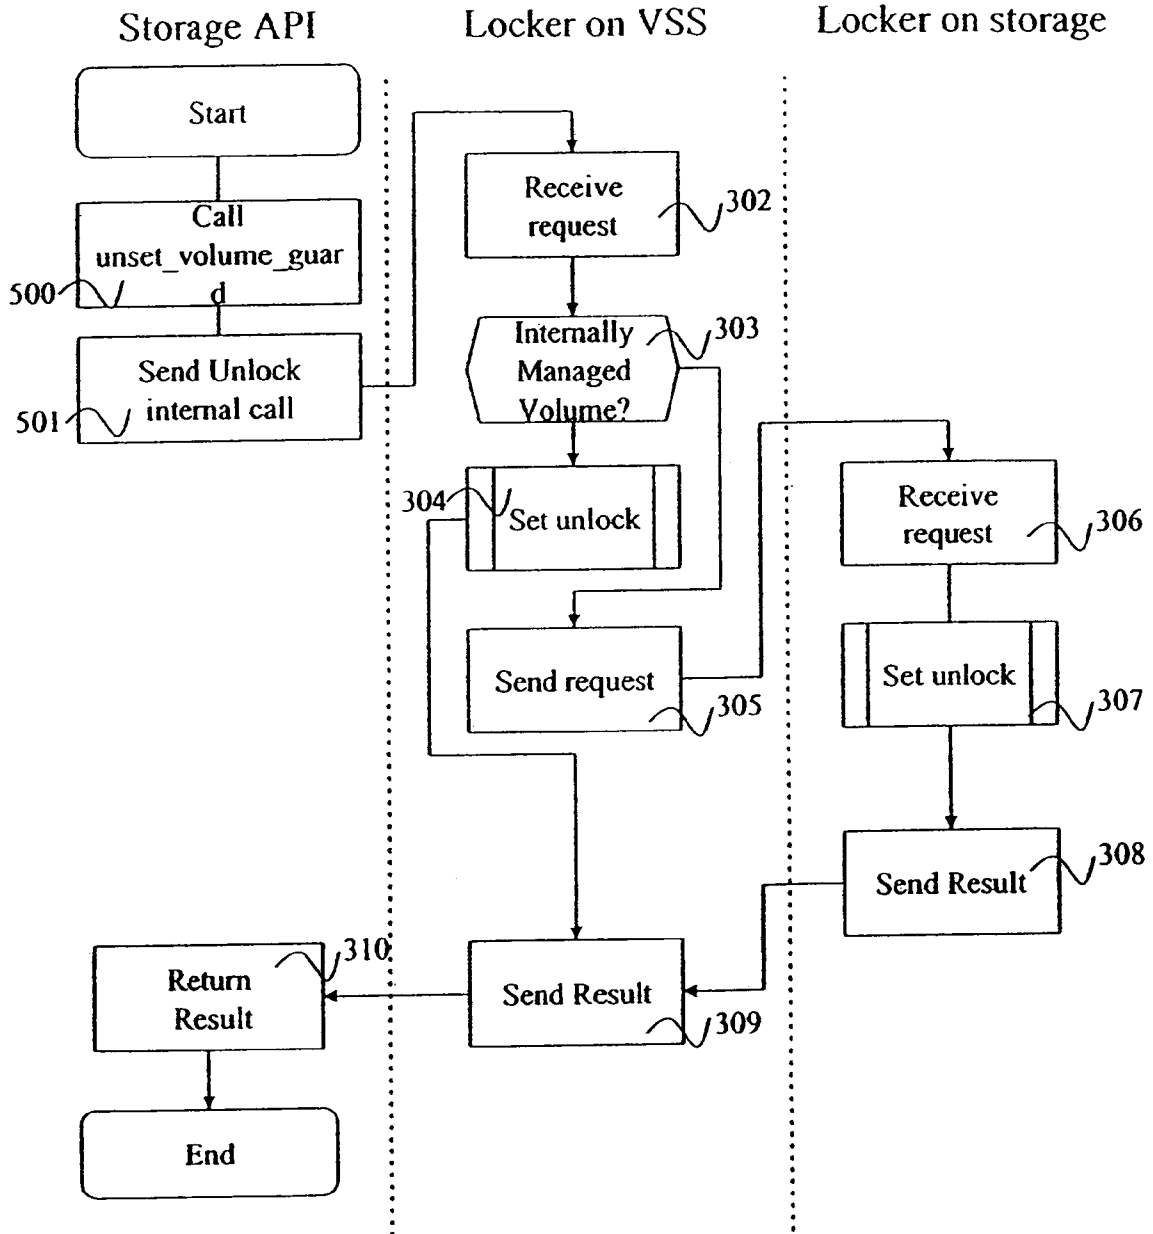 Storage API
Locker on VSS
Locker on storage
Start
Call
unset_volume_guar
d
500
Send Unlock
internal call
501
Receive
request
302
Internally
Managed
Volume?
303
304
Set unlock
Send request
305
Receive
request
306
Set unlock
307
Send Result
308
Send Result
309
Return
Result
310
End